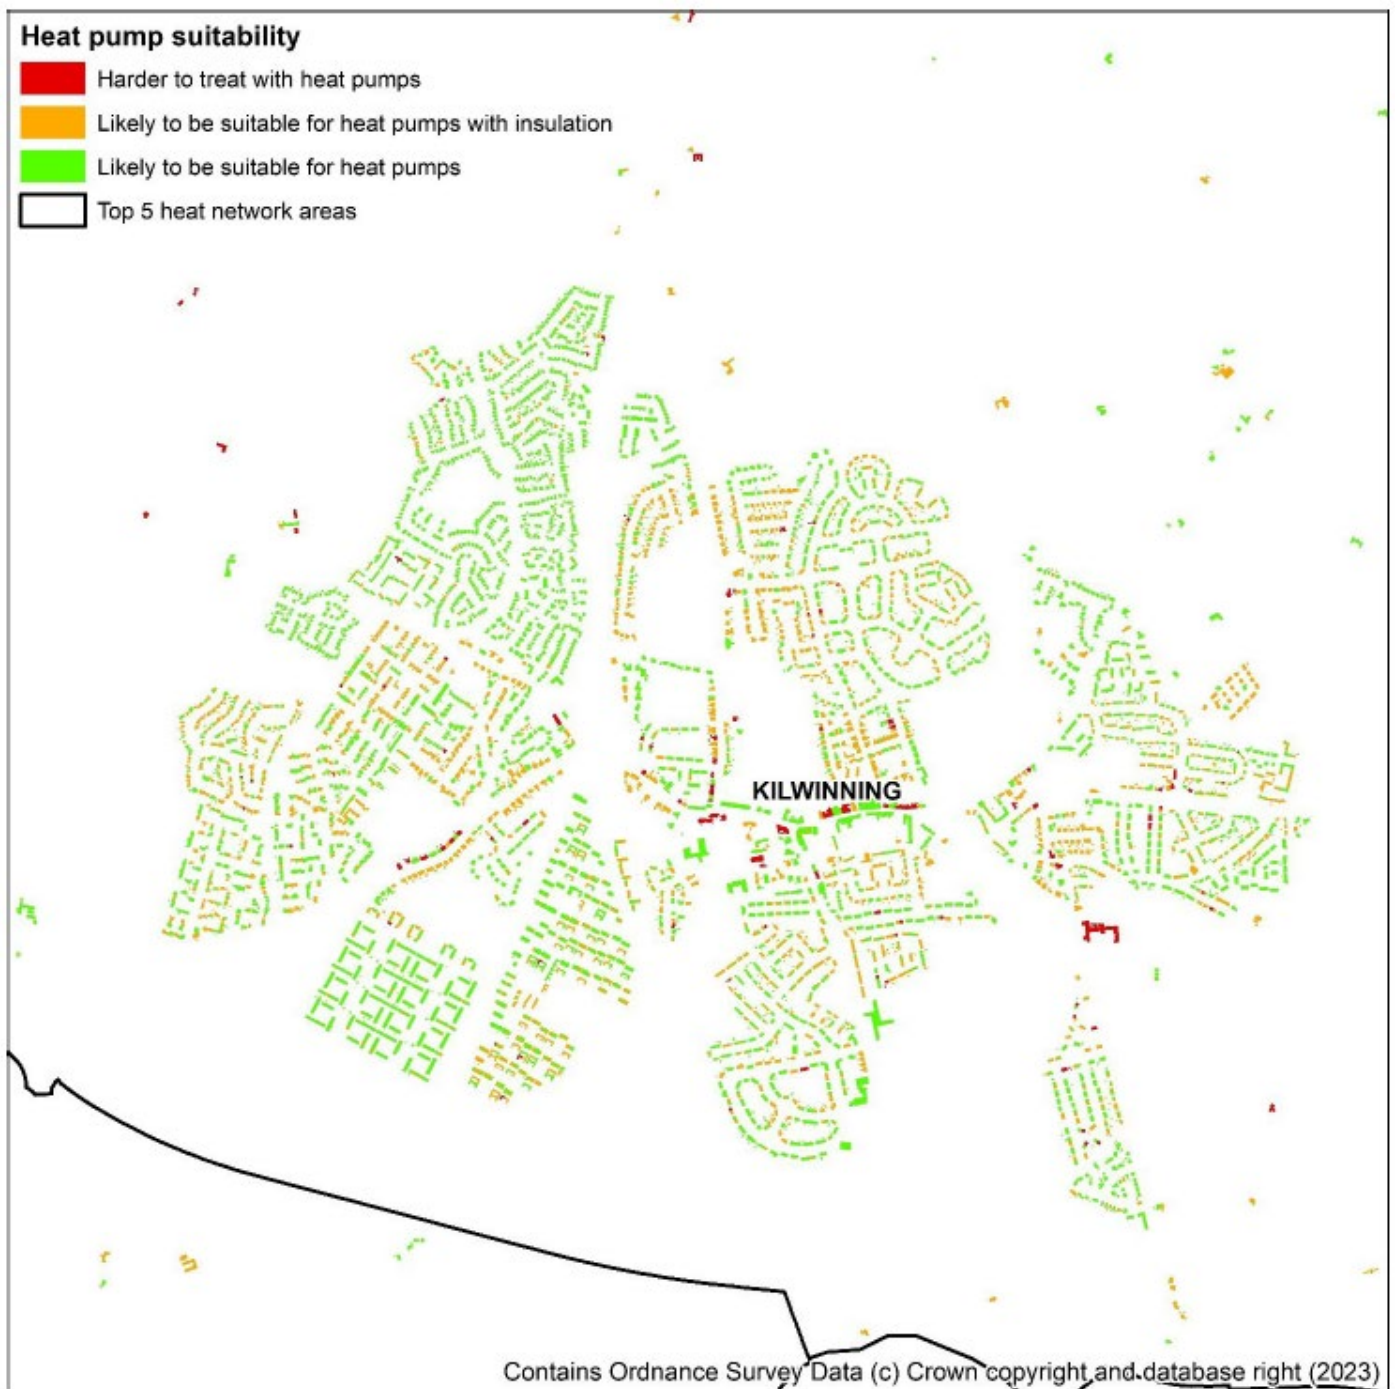 Heat pump suitability
Harder to treat with heat pumps
Likely to be suitable for heat pumps with insulation
Likely to be suitable for heat pumps
Top 5 heat network areas
KILWINNING
Contains Ordnance Survey Data (c) Crown copyright and database right (2023)